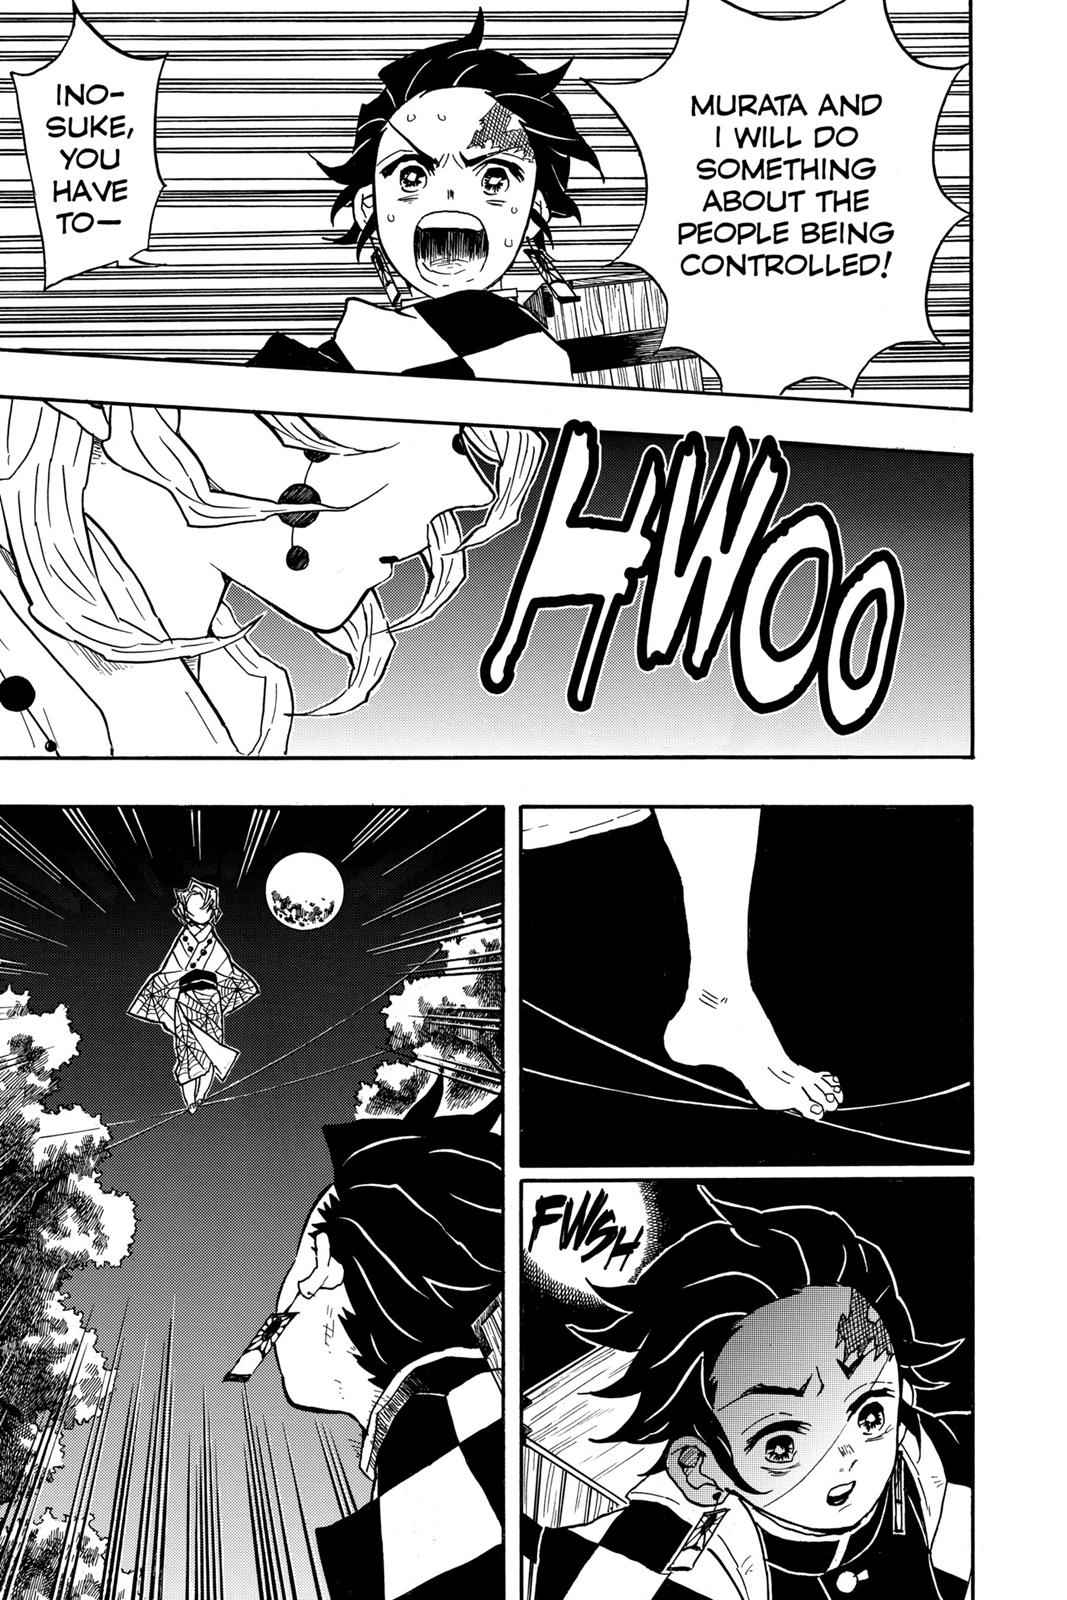 MURATA AND
I WILL DO
SOMETHING
ABOUT THE
PEOPLE BEING
CONTROLLED!
INO-
SUKE,
YOU
HAVE
TO—
HWOO
FWSH